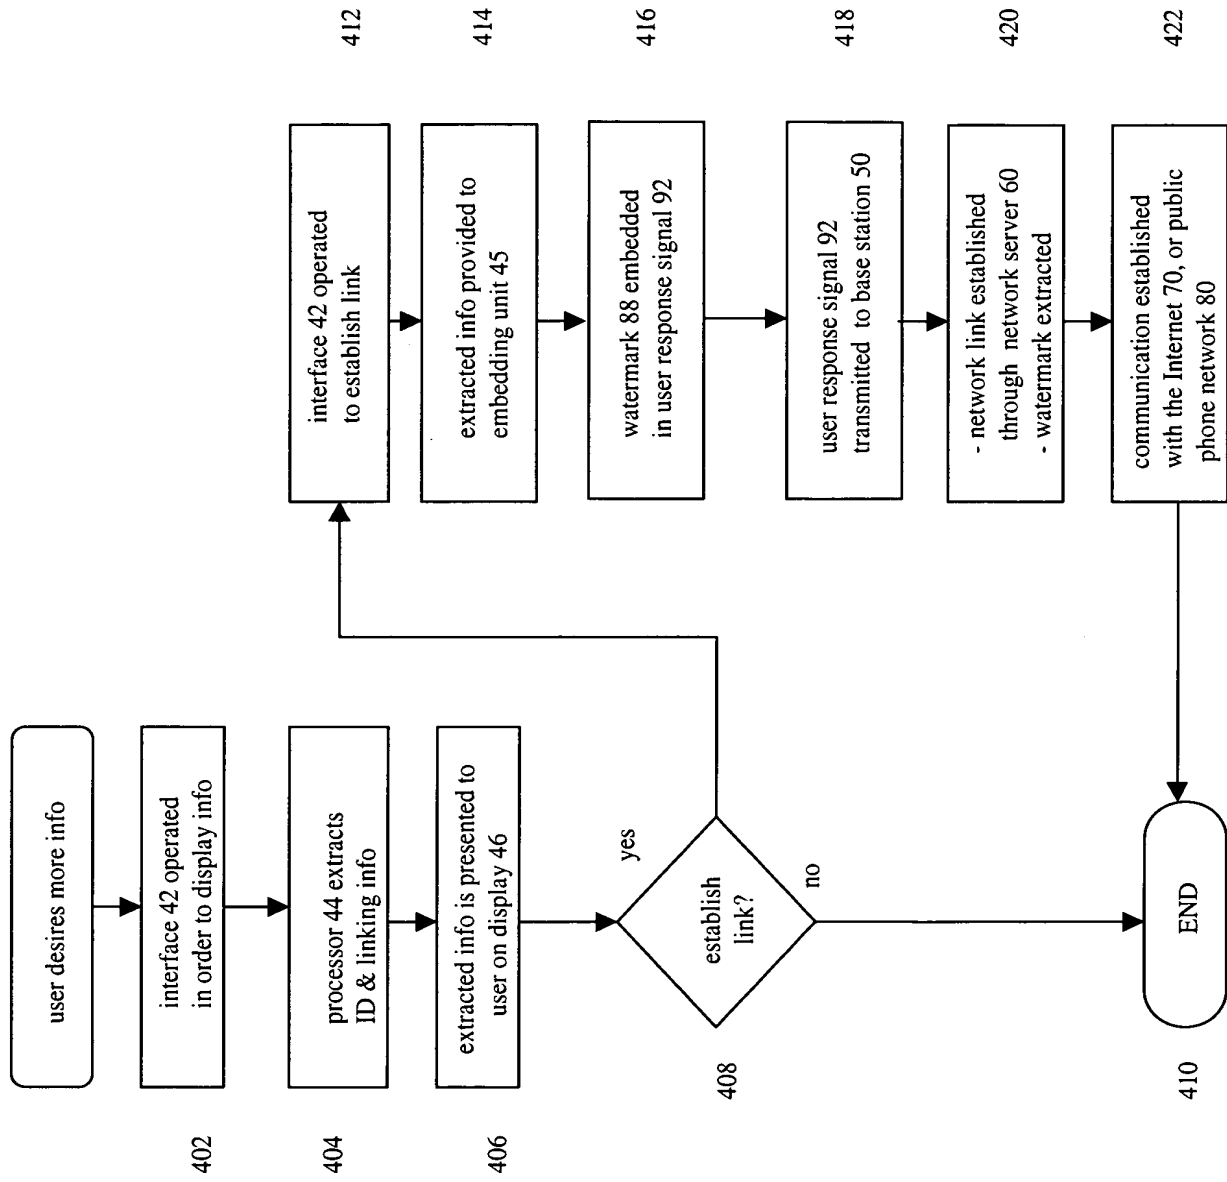 user desires more info
interface 42 operated
in order to display info
402
processor 44 extracts
ID & linking info
404
extracted info is presented to
user on display 46
406
establish
link?
408
yes
no
END
410
interface 42 operated
to establish link
412
extracted info provided to
embedding unit 45
414
watermark 88 embedded
in user response signal 92
416
user response signal 92
transmitted to base station 50
418
- network link established
through network server 60
- watermark extracted
420
communication established
with the Internet 70, or public
phone network 80
422